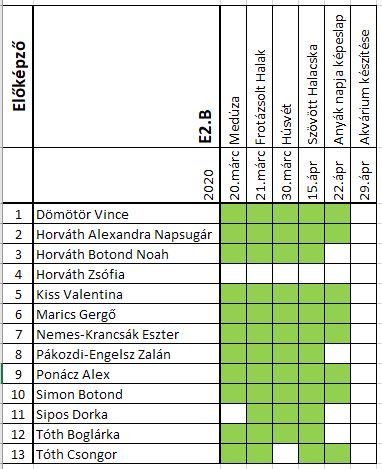 Előképző
E2.B
2020
20.márc Medúza
21.márc Frotázsolt Halak
30.márc Húsvét
15.ápr Szövött Halacska
22.ápr Anyák napja képeslap
29.ápr Akvárium készítése
1 Dömötör Vince
2 Horváth Alexandra Napsugár
3 Horváth Botond Noah
4 Horváth Zsófia
5 Kiss Valentina
6 Marics Gergő
7 Nemes-Krancsák Eszter
8 Pákozdi-Engelsz Zalán
9 Ponácz Alex
10 Simon Botond
11 Sipos Dorka
12 Tóth Boglárka
13 Tóth Csongor